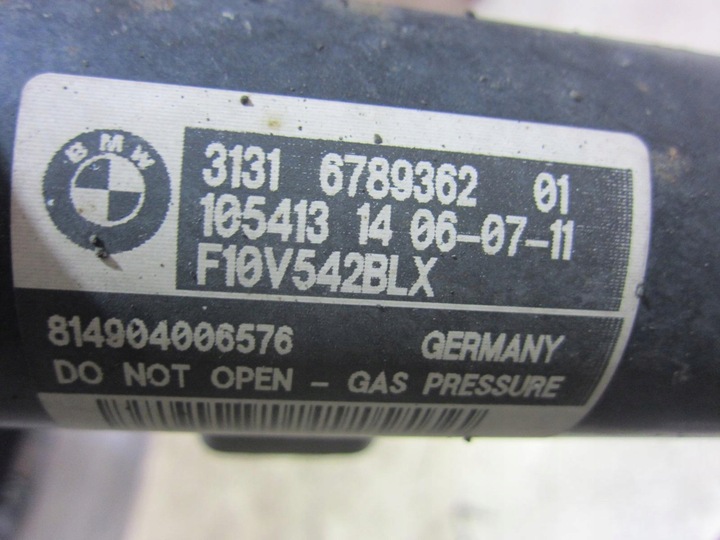 BMW
3131 6789362 01
105413 14 06-07-11
F10V542BLX
814904006576 GERMANY
DO NOT OPEN - GAS PRESSURE